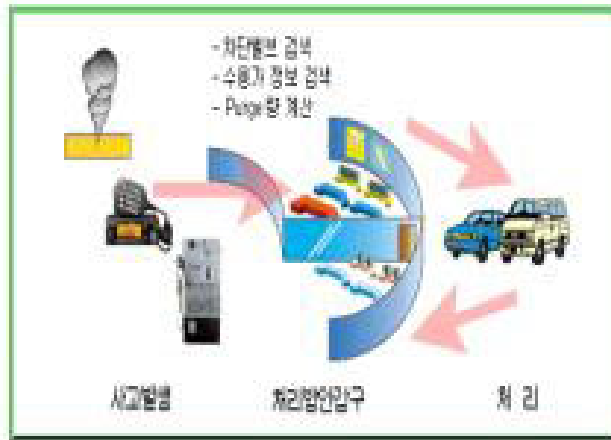 - 차단밸브 검색
- 수용가 정보 검색
- Purge량 계산
사고발생
처리방안강구
처 리